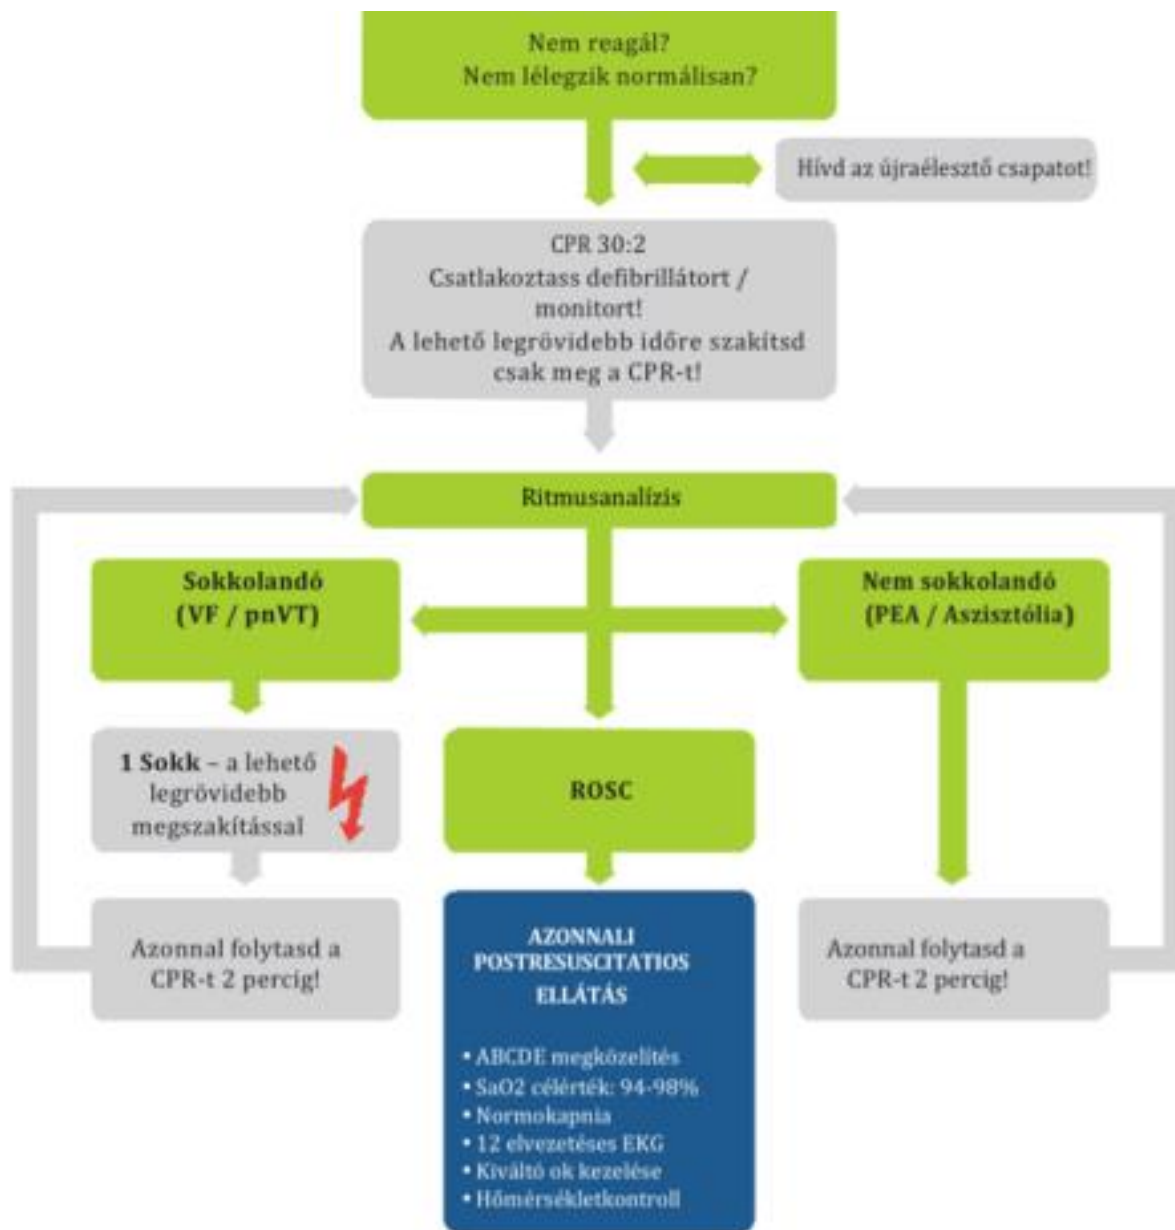 Nem reagál?
Nem lélegzik normálisan?
Hívd az újraélesztő csapatot!
CPR 30:2
Csatlakoztass defibrillátort /
monitort!
A lehető legrövidebb időre szakítsd
csak meg a CPR-t!
Ritmusanalízis
Sokkolandó
(VF / pnVT)
Nem sokkolandó
(PEA / Aszisztólia)
1 Sokk – a lehető
legrövidebb
megszakítással
ROSC
Azonnal folytasd a
CPR-t 2 percig!
AZONNALI
POSTRESUSCITATIOS
ELLÁTÁS
▪ ABCDE megközelítés
▪ SaO2 célérték: 94-98%
▪ Normokapnia
▪ 12 elvezetéses EKG
▪ Kiváltó ok kezelése
▪ Hőmérsékletkontroll
Azonnal folytasd a
CPR-t 2 percig!